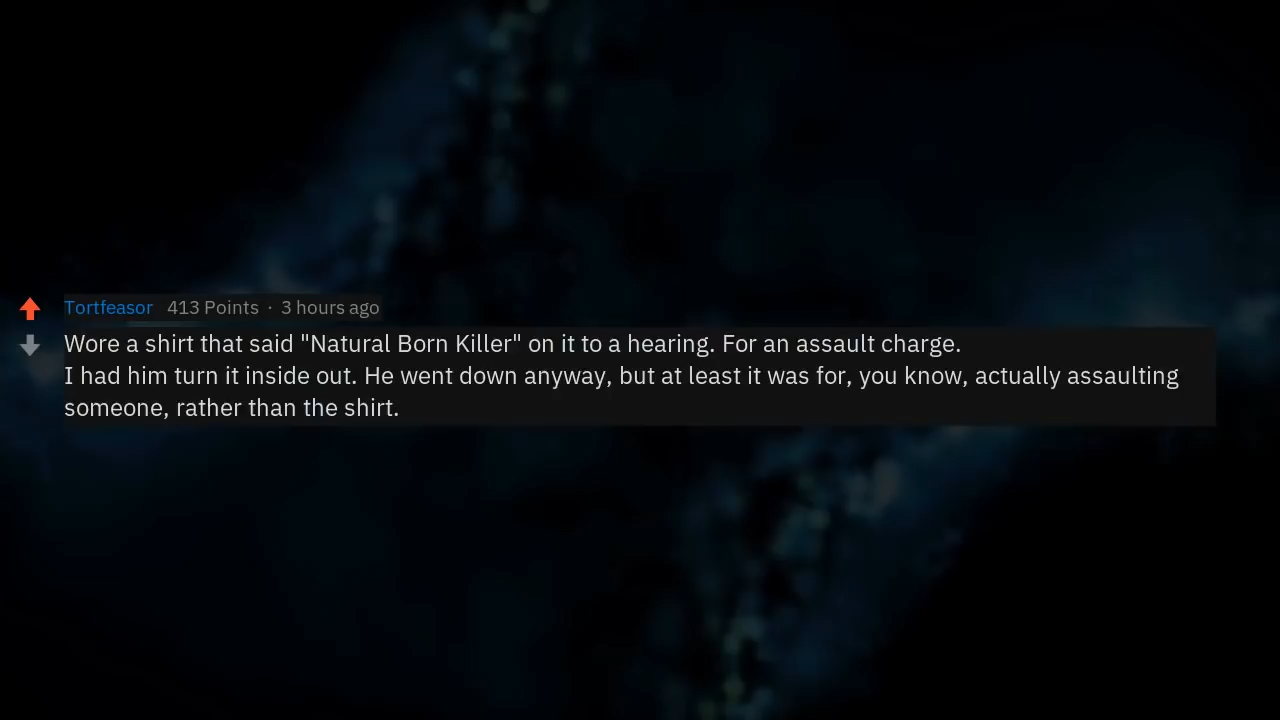 Tortfeasor 413 Points · 3 hours ago
Wore a shirt that said "Natural Born Killer" on it to a hearing. For an assault charge.
I had him turn it inside out. He went down anyway, but at least it was for, you know, actually assaulting
someone, rather than the shirt.